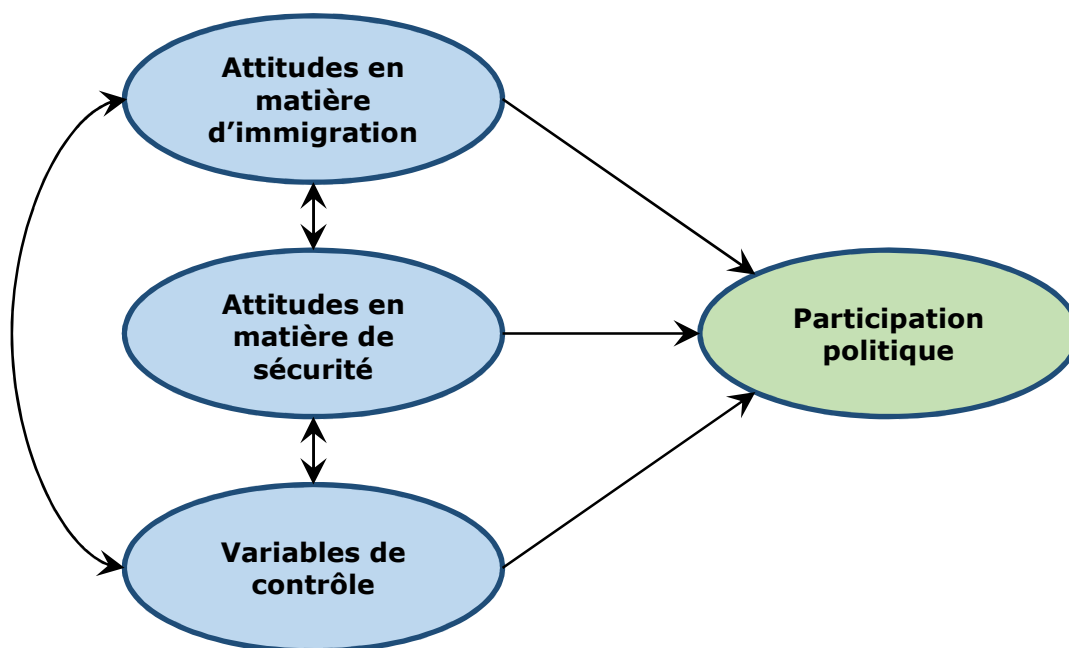 Attitudes en
matière
d’immigration
Attitudes en
matière de
sécurité
Participation
politique
Variables de
contrôle